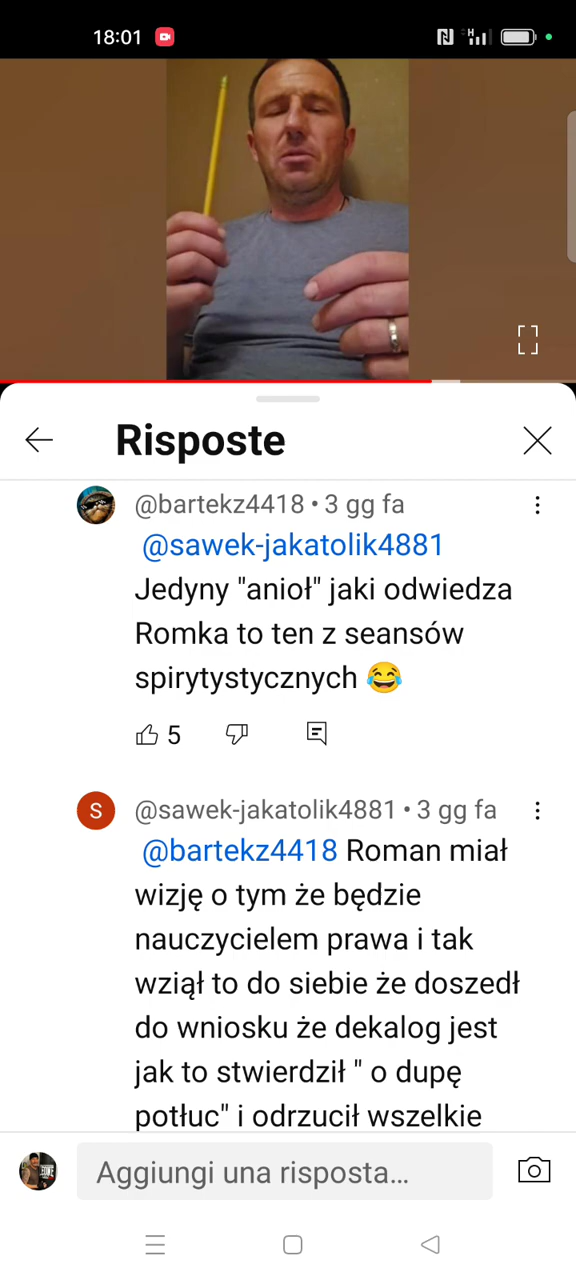 18:01
Risposte
@bartekz4418 • 3 gg fa
@sawek-jakatolik4881
Jedyny "anioł" jaki odwiedza
Romka to ten z seansów
spirytystycznych 😂
5
S
@sawek-jakatolik4881 • 3 gg fa
@bartekz4418 Roman miał
wizję o tym że będzie
nauczycielem prawa i tak
wziął to do siebie że doszedł
do wniosku że dekalog jest
jak to stwierdził " o dupę
potłuc" i odrzucił wszelkie
Aggiungi una risposta...